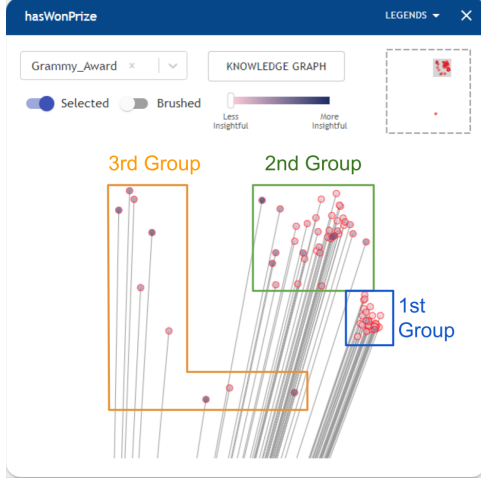 hasWonPrize
LEGENDS
Grammy_Award
KNOWLEDGE GRAPH
Selected
Brushed
Less
Insightful
More
Insightful
3rd Group
2nd Group
1st
Group